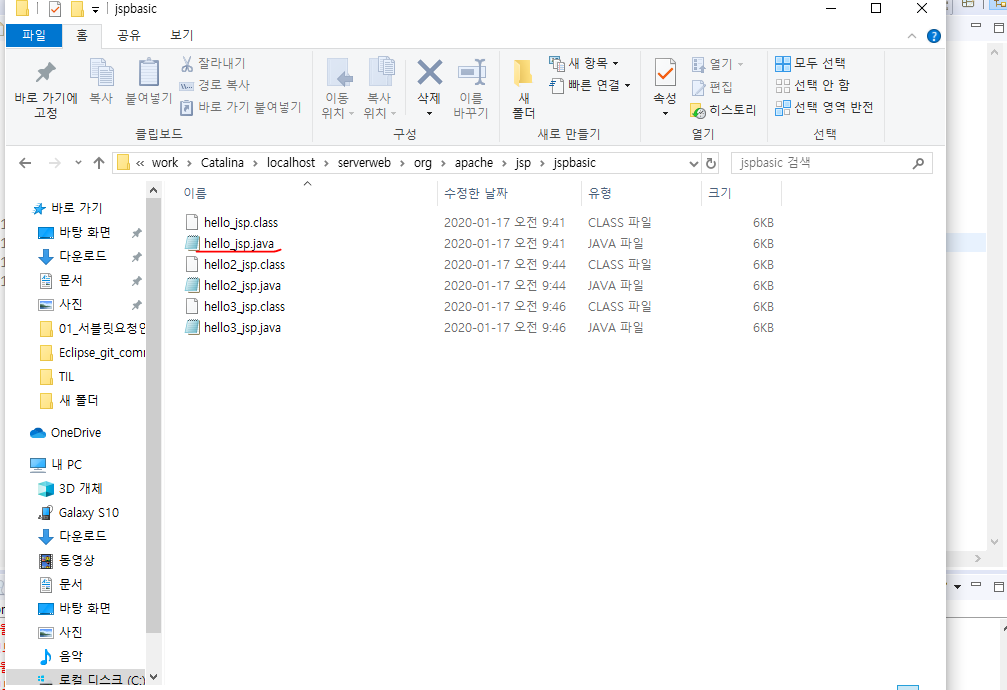 jspbasic
파일 홈 공유 보기
바로 가기에 고정 복사 붙여넣기 잘라내기 경로 복사 바로 가기 붙여넣기
이동 위치 복사 위치 삭제 이름 바꾸기
새 폴더 새 항목 빠른 연결
속성 열기 편집 히스토리
모두 선택 선택 안 함 선택 영역 반전
클립보드 구성 새로 만들기 열기 선택
« work › Catalina › localhost › serverweb › org › apache › jsp › jspbasic
jspbasic 검색
이름 수정한 날짜 유형 크기
hello_jsp.class 2020-01-17 오전 9:41 CLASS 파일 6KB
hello_jsp.java 2020-01-17 오전 9:41 JAVA 파일 6KB
hello2_jsp.class 2020-01-17 오전 9:44 CLASS 파일 6KB
hello2_jsp.java 2020-01-17 오전 9:44 JAVA 파일 6KB
hello3_jsp.class 2020-01-17 오전 9:46 CLASS 파일 6KB
hello3_jsp.java 2020-01-17 오전 9:46 JAVA 파일 6KB
바로 가기
바탕 화면
다운로드
문서
사진
01_서블릿요청인
Eclipse_git_com
TIL
새 폴더
OneDrive
내 PC
3D 개체
Galaxy S10
다운로드
동영상
문서
바탕 화면
사진
음악
로컬 디스크 (C:)